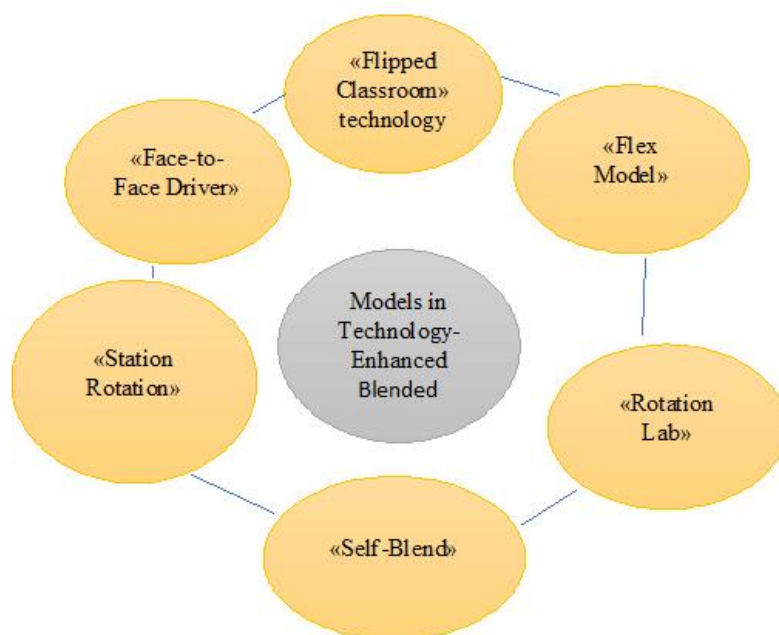 «Flipped
Classroom»
technology
«Flex
Model»
«Face-to-
Face Driver»
Models in
Technology-
Enhanced
Blended
«Station
Rotation»
«Rotation
Lab»
«Self-Blend»